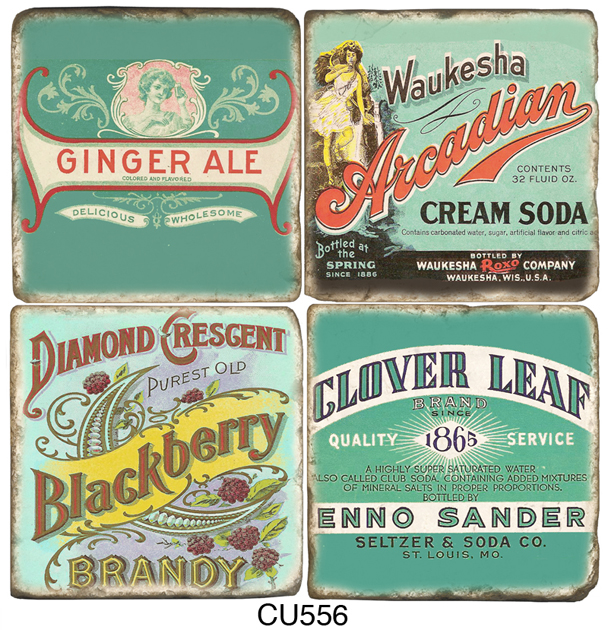 GINGER ALE
COLORED AND FLAVORED
DELICIOUS WHOLESOME
Waukesha
Arcadian
CONTENTS
32 FLUID OZ.
CREAM SODA
Contains carbonated water, sugar, artificial flavor and citric a
Bottled at
the
SPRING
SINCE 1886
BOTTLED BY
WAUKESHA Roxo COMPANY
WAUKESHA, WIS., U.S.A.
DIAMOND CRESCENT
PUREST OLD
Blackberry
BRANDY
CLOVER LEAF
BRAND
SINCE
QUALITY 1865 SERVICE
A HIGHLY SUPER SATURATED WATER
ALSO CALLED CLUB SODA. CONTAINING ADDED MIXTURES
OF MINERAL SALTS IN PROPER PROPORTIONS.
BOTTLED BY
ENNO SANDER
SELTZER & SODA CO.
ST. LOUIS, MO.
CU556